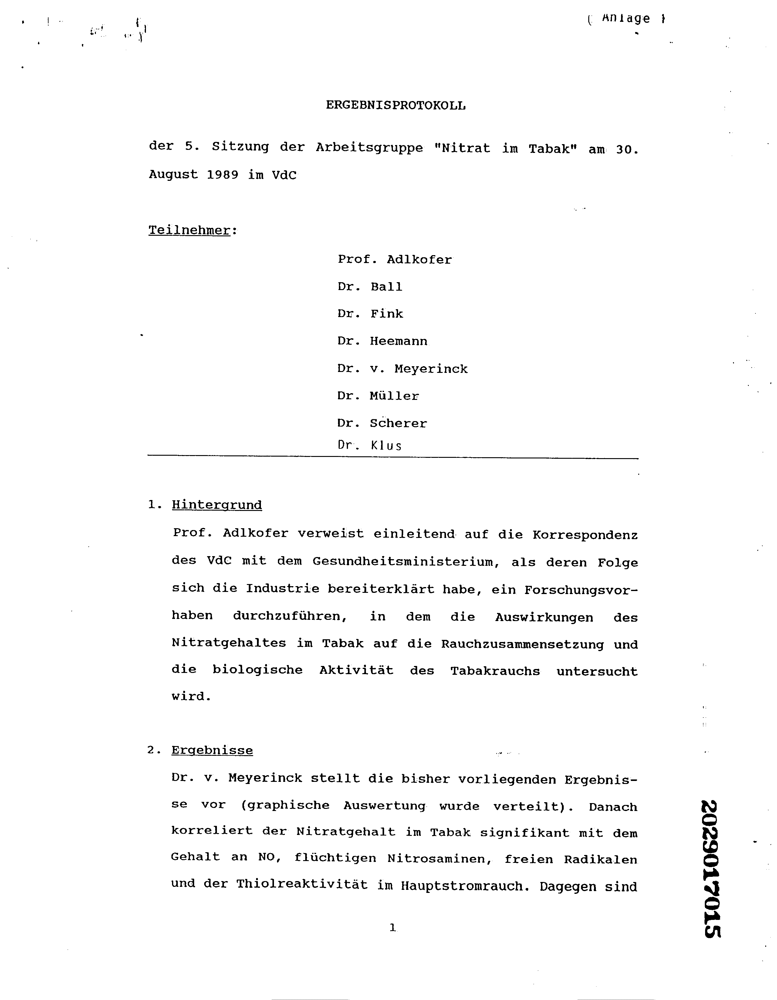 ( Anlage )
ERGEBNISPROTOKOLL
der 5. Sitzung der Arbeitsgruppe "Nitrat im Tabak" am 30.
August 1989 im VdC
Teilnehmer:
Prof. Adlkofer
Dr. Ball
Dr. Fink
Dr. Heemann
Dr. v. Meyerinck
Dr. Müller
Dr. Scherer
Dr. Klus
1. Hintergrund
Prof. Adlkofer verweist einleitend auf die Korrespondenz
des VdC mit dem Gesundheitsministerium, als deren Folge
sich die Industrie bereiterklärt habe, ein Forschungsvor-
haben durchzuführen, in dem die Auswirkungen des
Nitratgehaltes im Tabak auf die Rauchzusammensetzung und
die biologische Aktivität des Tabakrauchs untersucht
wird.
2. Ergebnisse
Dr. v. Meyerinck stellt die bisher vorliegenden Ergebnis-
se vor (graphische Auswertung wurde verteilt). Danach
korreliert der Nitratgehalt im Tabak signifikant mit dem
Gehalt an NO, flüchtigen Nitrosaminen, freien Radikalen
und der Thiolreaktivität im Hauptstromrauch. Dagegen sind
1
2029017015